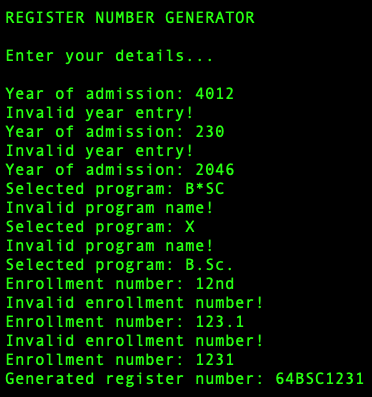 REGISTER NUMBER GENERATOR
Enter your details...
Year of admission: 4012
Invalid year entry!
Year of admission: 230
Invalid year entry!
Year of admission: 2046
Selected program: B*SC
Invalid program name!
Selected program: X
Invalid program name!
Selected program: B.Sc.
Enrollment number: 12nd
Invalid enrollment number!
Enrollment number: 123.1
Invalid enrollment number!
Enrollment number: 1231
Generated register number: 64BSC1231